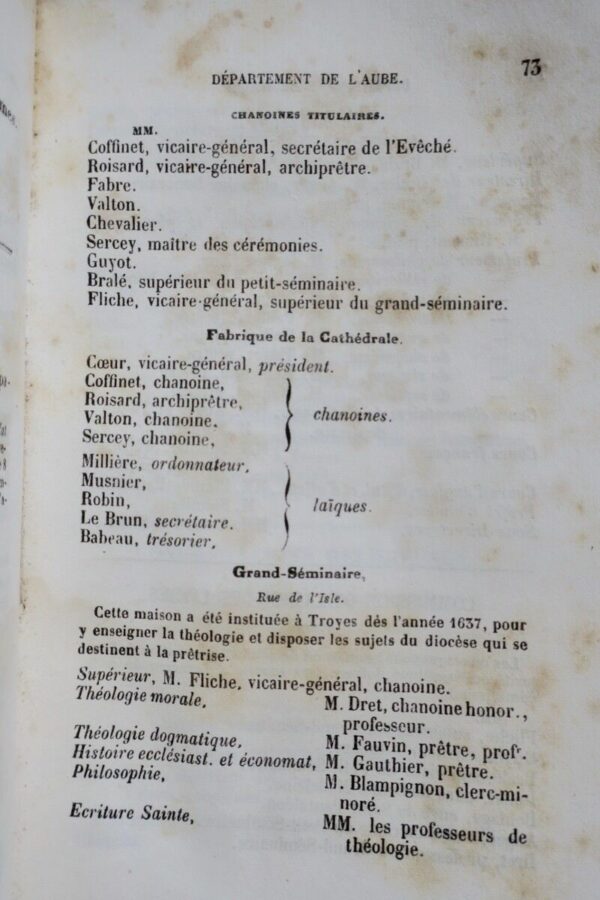 DÉPARTEMENT DE L'AUBE. 73
CHANOINES TITULAIRES.
MM.
Coffinet, vicaire-général, secrétaire de l'Evêché.
Roisard, vicaire-général, archiprêtre.
Fabre.
Valton.
Chevalier.
Sercey, maître des cérémonies.
Guyot.
Bralé, supérieur du petit-séminaire.
Fliche, vicaire-général, supérieur du grand-séminaire.
Fabrique de la Cathédrale.
Cœur, vicaire-général, président.
Coffinet, chanoine,
Roisard, archiprêtre,
Valton, chanoine,
Sercey, chanoine,
chanoines.
Millière, ordonnateur,
Musnier,
Robin,
Le Brun, secrétaire.
Babeau, trésorier,
laïques.
Grand-Séminaire,
Rue de l'Isle.
Cette maison a été instituée à Troyes dès l'année 1637, pour
y enseigner la théologie et disposer les sujets du diocèse qui se
destinent à la prêtrise.
Supérieur, M. Fliche, vicaire-général, chanoine.
Théologie morale, M. Dret, chanoine honor.,
professeur.
Théologie dogmatique, M. Fauvin, prêtre, profr.
Histoire ecclésiast. et économat, M. Gauthier, prêtre.
Philosophie, M. Blampignon, clerc-mi-
noré.
Ecriture Sainte, MM. les professeurs de
théologie.